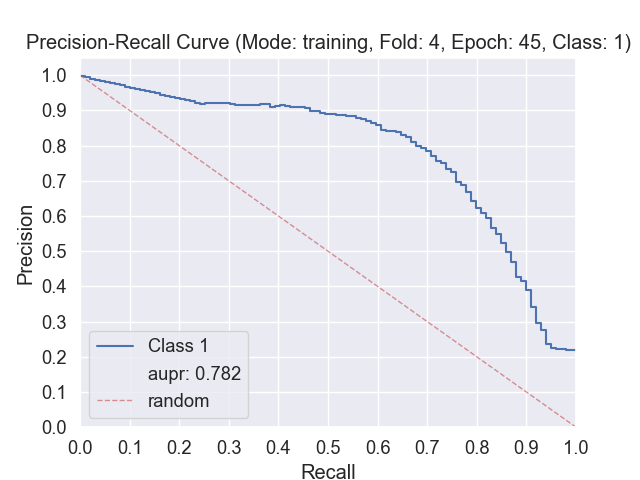 Precision-Recall Curve (Mode: training, Fold: 4, Epoch: 45, Class: 1)
1.0
0.9
0.8
0.7
0.6
0.5
0.4
0.3
0.2
0.1
0.0
Precision
Class 1
aupr: 0.782
random
0.0 0.1 0.2 0.3 0.4 0.5 0.6 0.7 0.8 0.9 1.0
Recall